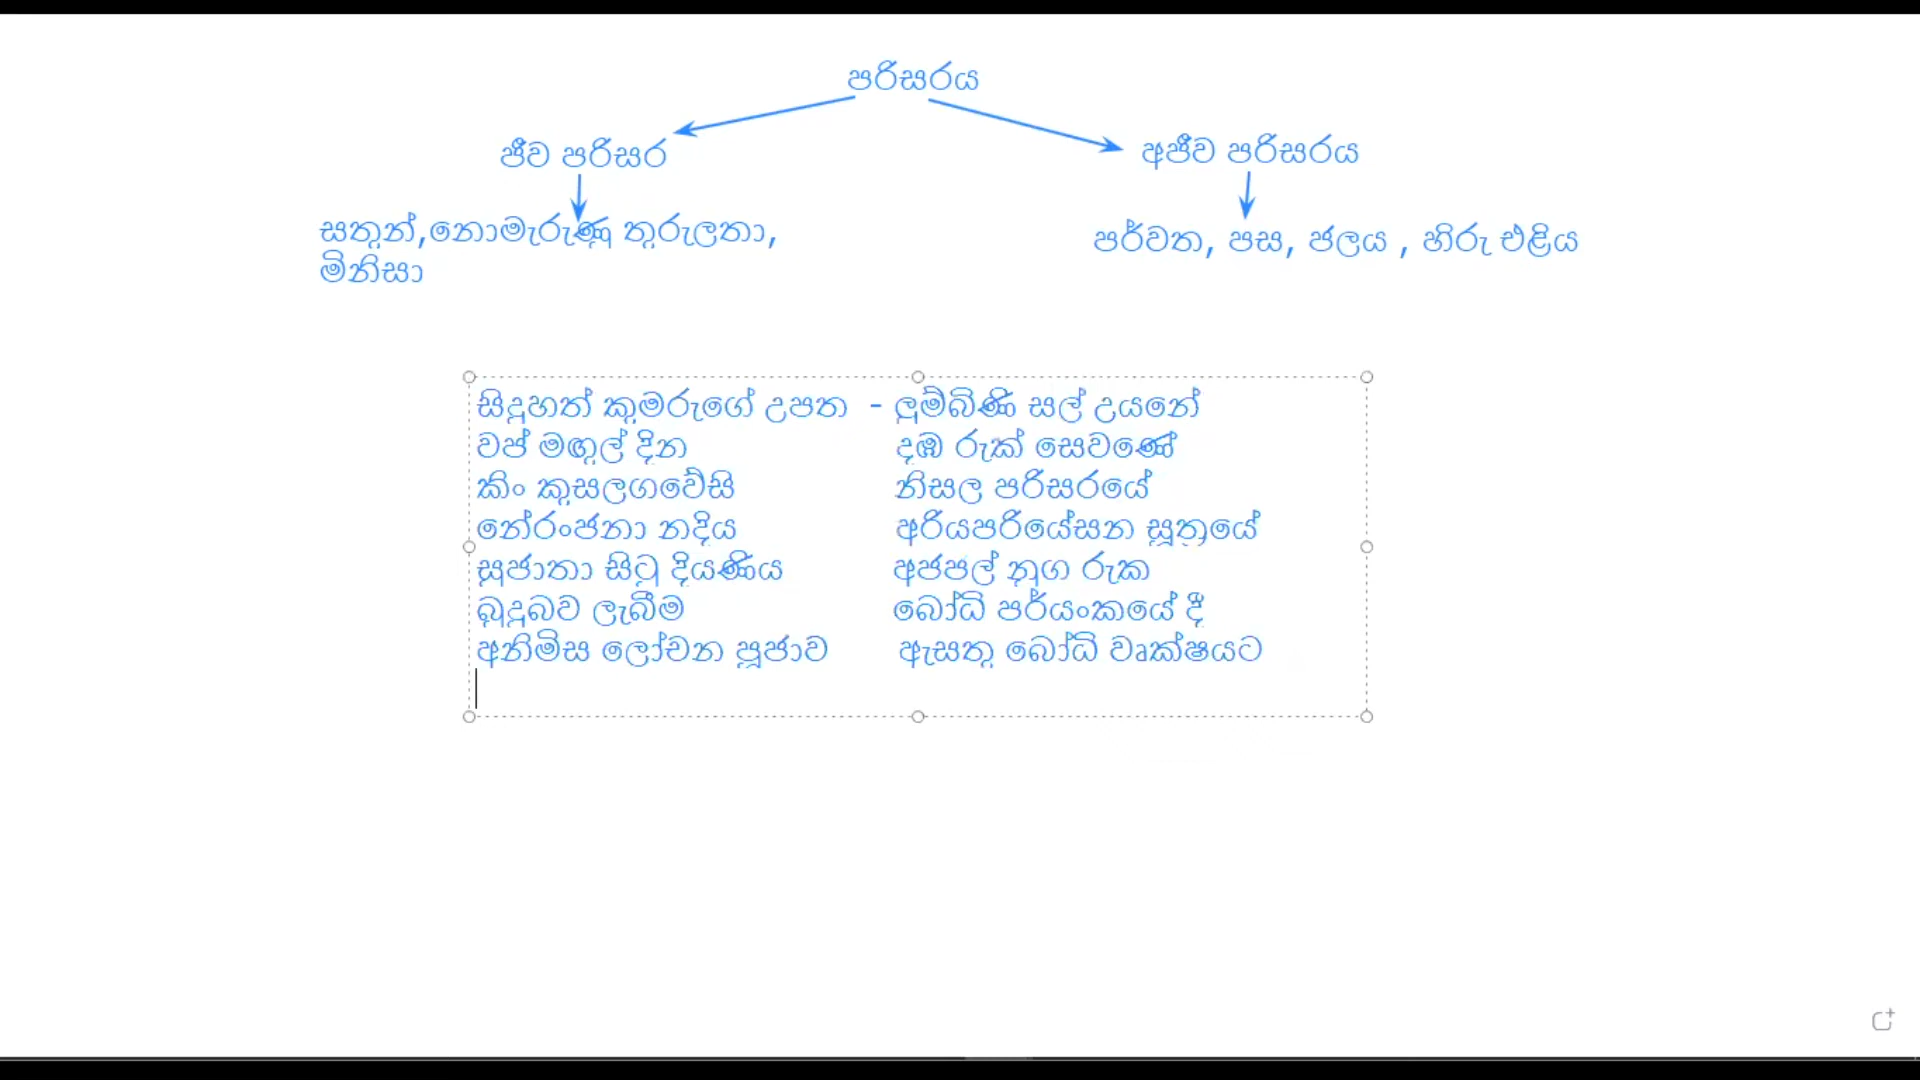 පරිසරය
ජීව පරිසර
අජීව පරිසරය
සතුන්,නොමැරුණු තුරුලතා,
මිනිසා
පර්වත, පස, ජලය , හිරු එළිය
සිදුහත් කුමරුගේ උපත - ලුම්බිණි සල් උයනේ
වප් මඟුල් දින දඹ රුක් සෙවණේ
කිං කුසලගවේසි නිසල පරිසරයේ
නේරංජනා නදිය අරියපරියේසන සූත්‍රයේ
සුජාතා සිටු දියණිය අජපල් නුග රුක
බුදුබව ලැබීම බෝධි පර්යංකයේ දී
අනිමිස ලෝචන පූජාව ඇසතු බෝධි වෘක්ෂයට